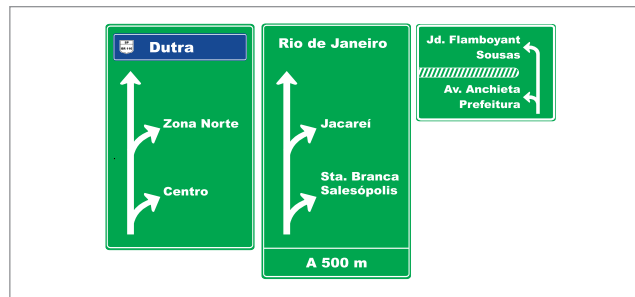 Dutra
Zona Norte
Centro
Rio de Janeiro
Jacareí
Sta. Branca
Salesópolis
A 500 m
Jd. Flamboyant
Sousas
Av. Anchieta
Prefeitura